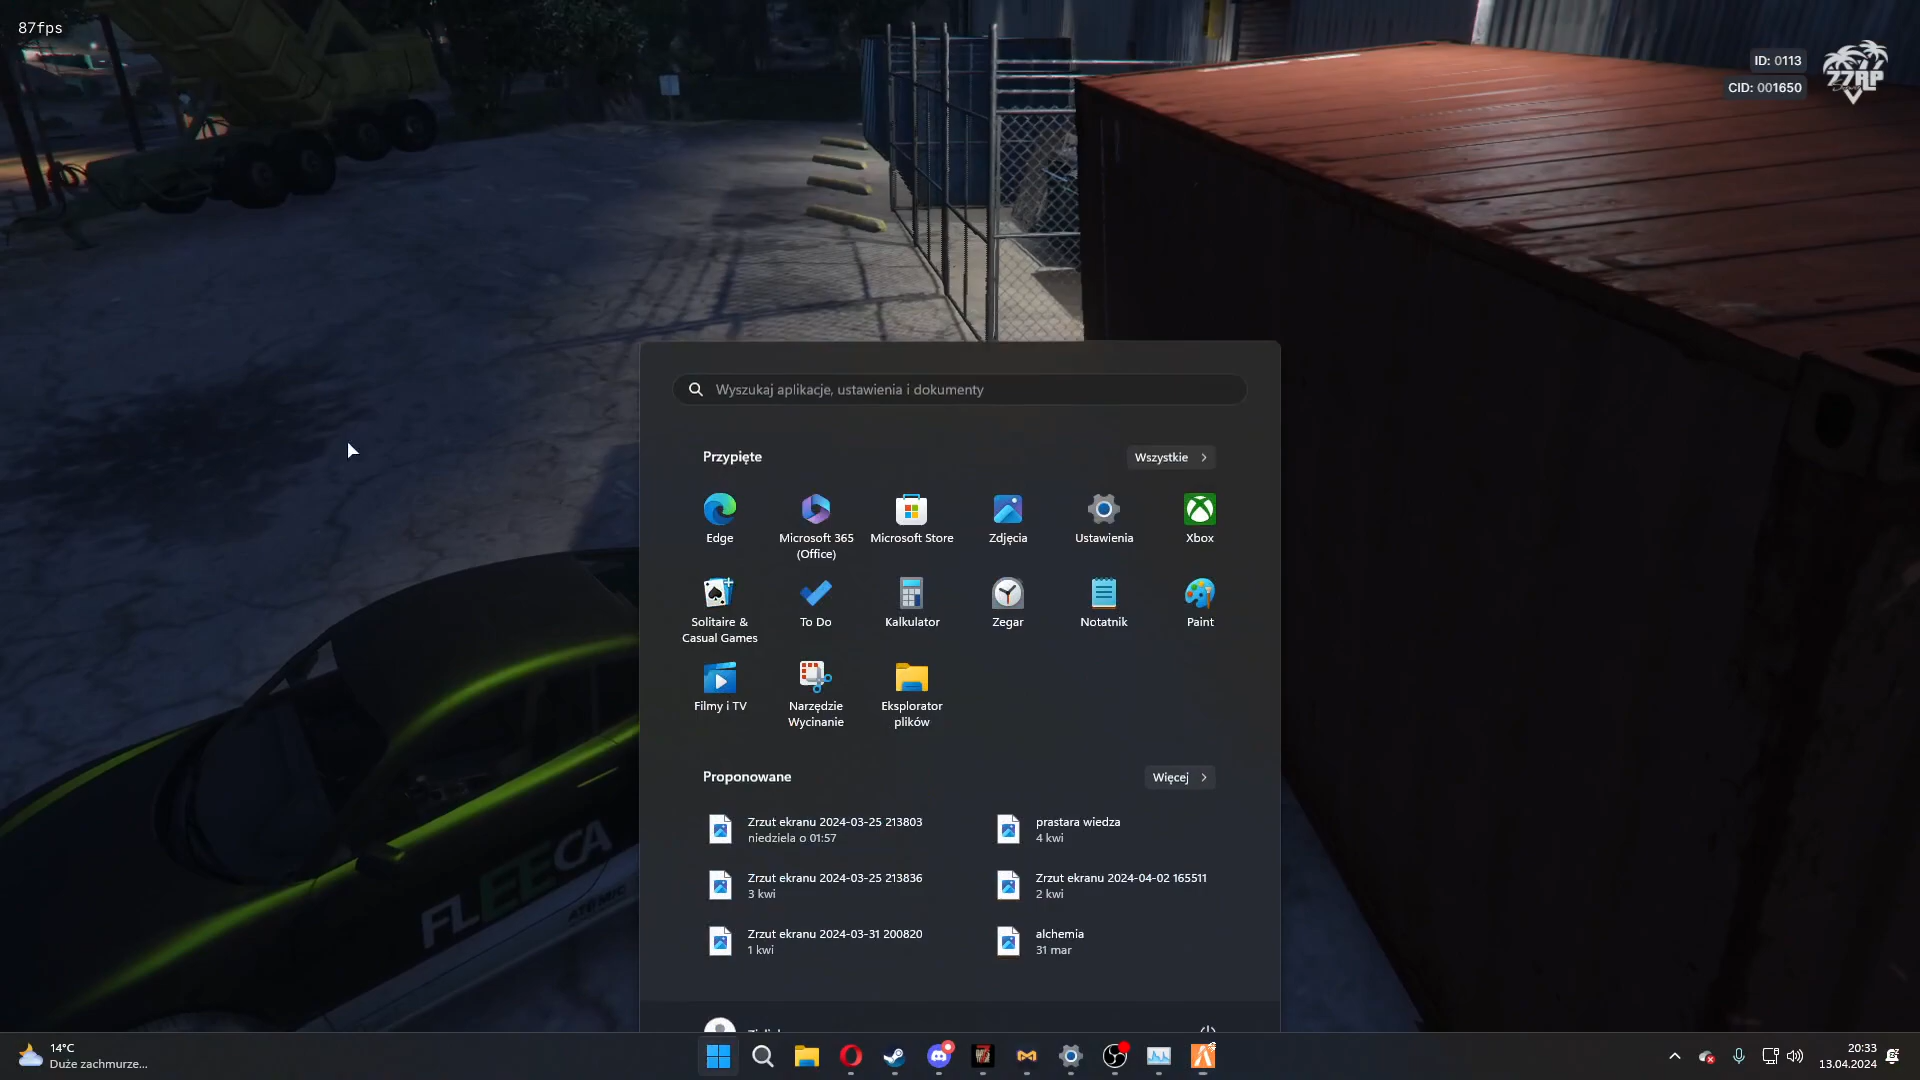 87fps
ID: 0113
CID: 001650
77RP
Wyszukaj aplikacje, ustawienia i dokumenty
Przypięte
Wszystkie
Edge
Microsoft 365
(Office)
Microsoft Store
Zdjęcia
Ustawienia
Xbox
Solitaire &
Casual Games
To Do
Kalkulator
Zegar
Notatnik
Paint
Filmy i TV
Narzędzie
Wycinanie
Eksplorator
plików
Proponowane
Więcej
Zrzut ekranu 2024-03-25 213803
niedziela o 01:57
prastara wiedza
4 kwi
Zrzut ekranu 2024-03-25 213836
3 kwi
Zrzut ekranu 2024-04-02 165511
2 kwi
Zrzut ekranu 2024-03-31 200820
1 kwi
alchemia
31 mar
FLEECA
14°C
Duże zachmurze...
20:33
13.04.2024